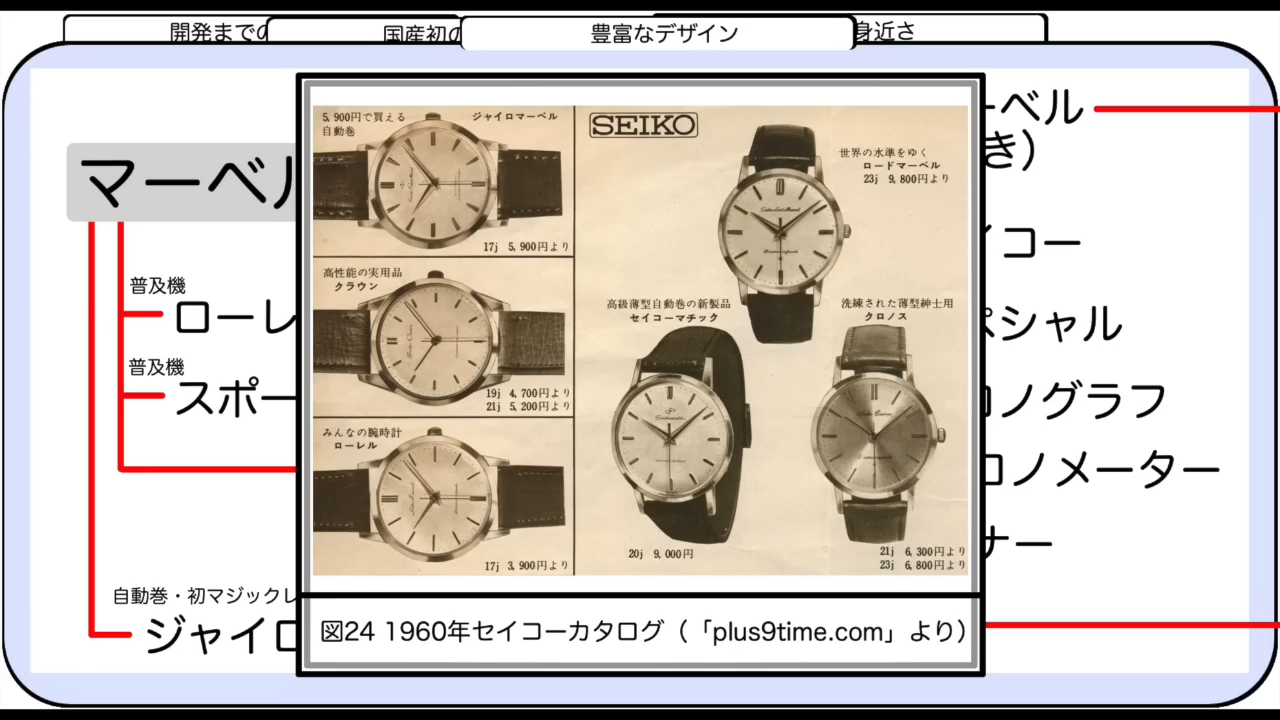 開発までの
国産初の
豊富なデザイン
身近さ
マーベル
普及機
ローレ
普及機
スポー
自動巻・初マジックレ
ジャイロ
ーベル
き）
イコー
ペシャル
ロノグラフ
ロノメーター
ナー
5,900円で買える
自動巻
ジャイロマーベル
17j 5,900円より
高性能の実用品
クラウン
19j 4,700円より
21j 5,200円より
みんなの腕時計
ローレル
17j 3,900円より
SEIKO
世界の水準をゆく
ロードマーベル
23j 9,800円より
高級薄型自動巻の新製品
セイコーマチック
20j 9,000円
洗練された薄型紳士用
クロノス
21j 6,300円より
23j 6,800円より
図24 1960年セイコーカタログ（「plus9time.com」より）